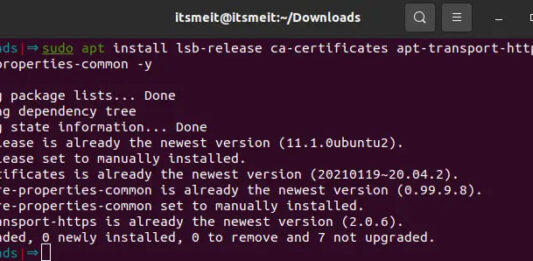 itsmeit@itsmeit:~/Downloads
ads|⇒ sudo apt install lsb-release ca-certificates apt-transport-http
properties-common -y
g package lists... Done
ng dependency tree
g state information... Done
lease is already the newest version (11.1.0ubuntu2).
lease set to manually installed.
tificates is already the newest version (20210119~20.04.2).
re-properties-common is already the newest version (0.99.9.8).
re-properties-common set to manually installed.
ansport-https is already the newest version (2.0.6).
aded, 0 newly installed, 0 to remove and 7 not upgraded.
ads|⇒